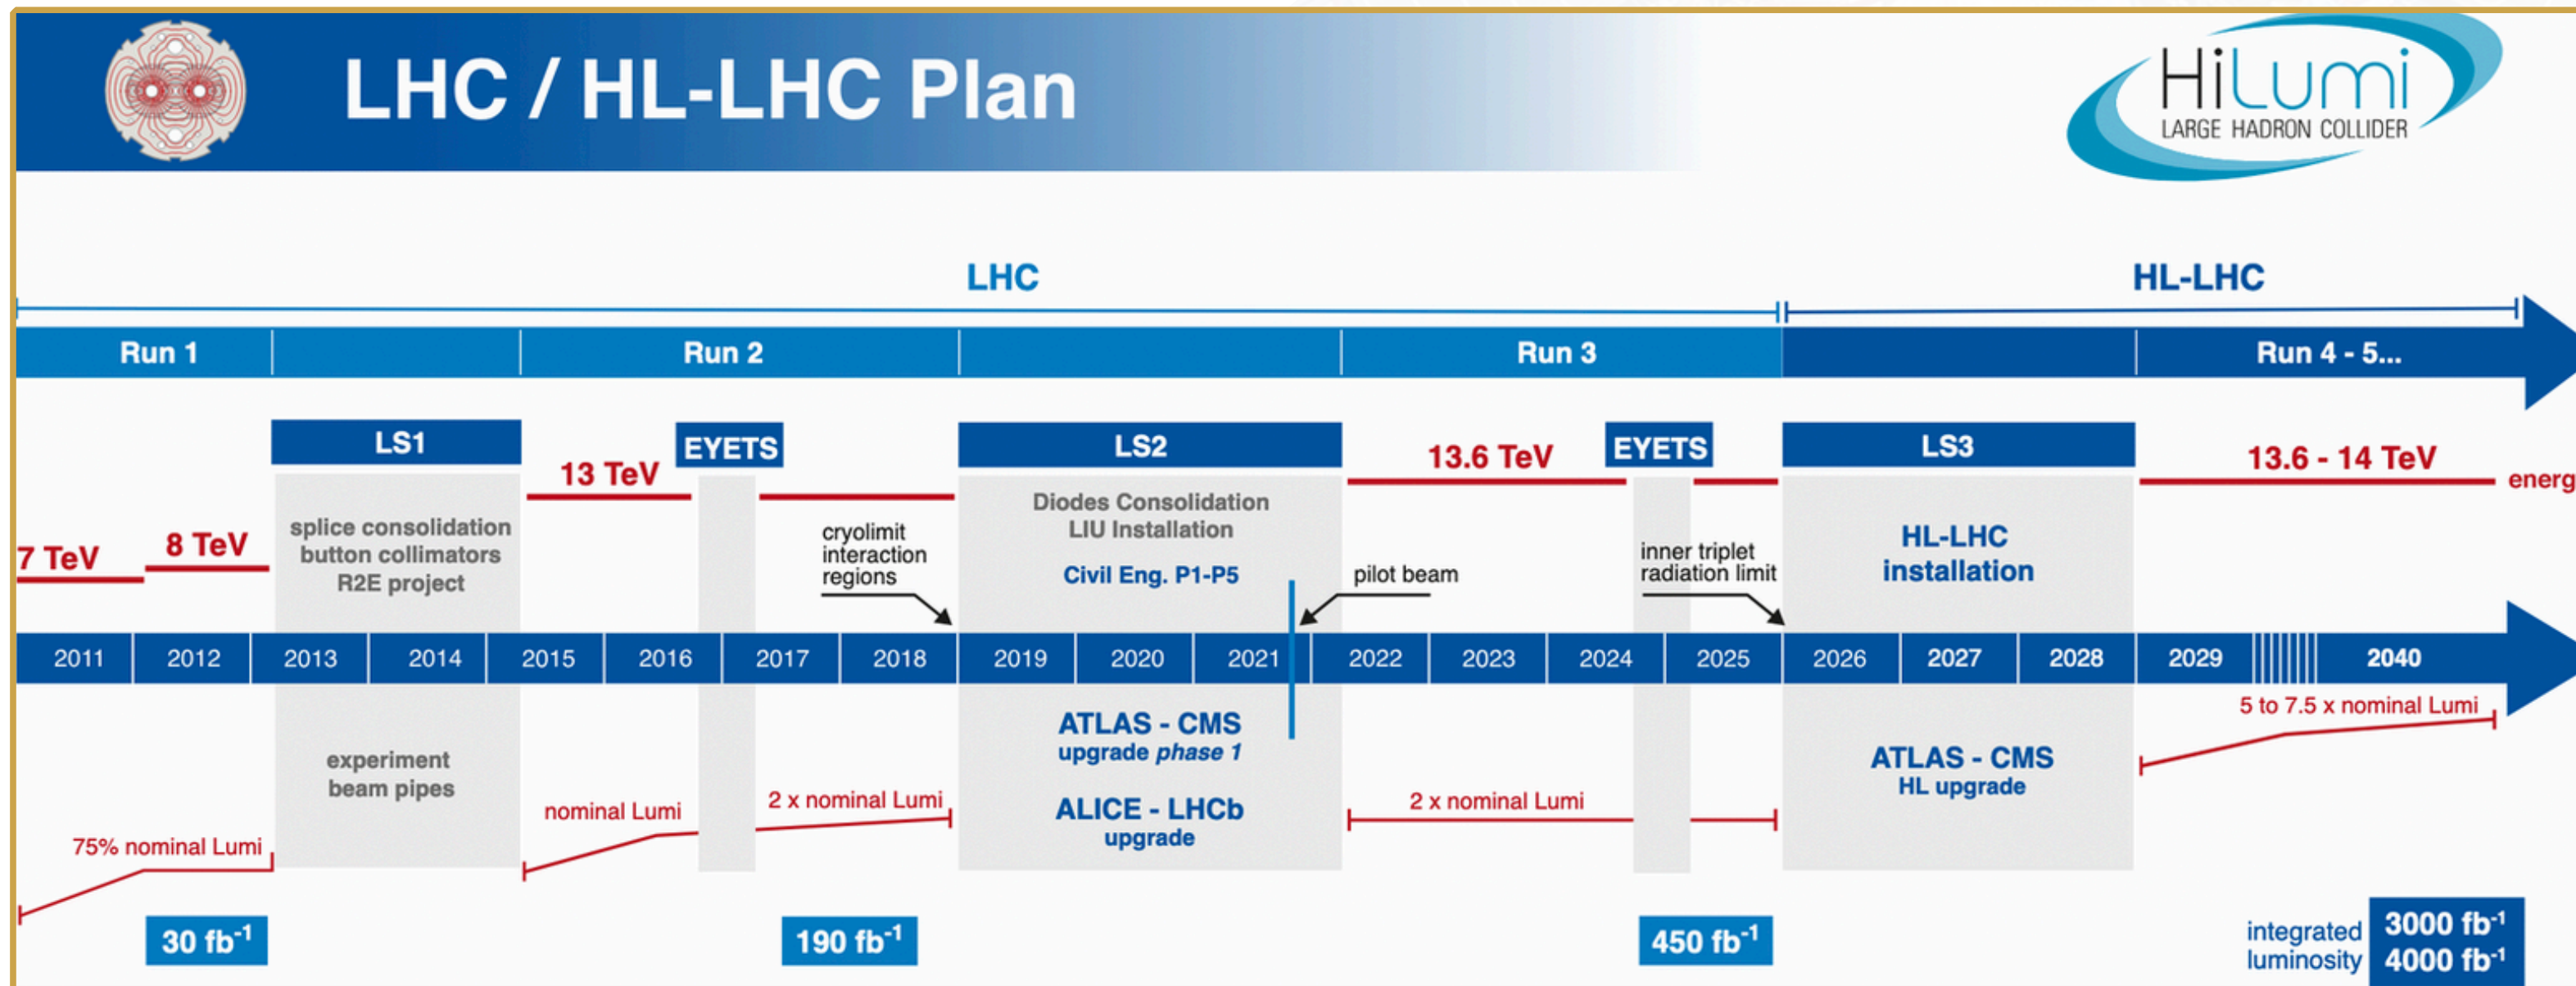 LHC / HL-LHC Plan
HiLumi
LARGE HADRON COLLIDER
LHC
HL-LHC
Run 1
Run 2
Run 3
Run 4 - 5...
LS1
EYETS
LS2
EYETS
LS3
7 TeV
8 TeV
13 TeV
13.6 TeV
13.6 - 14 TeV
energ
splice consolidation
button collimators
R2E project
cryolimit
interaction
regions
Diodes Consolidation
LIU Installation
Civil Eng. P1-P5
pilot beam
inner triplet
radiation limit
HL-LHC
installation
2011 2012 2013 2014 2015 2016 2017 2018 2019 2020 2021 2022 2023 2024 2025 2026 2027 2028 2029 2040
experiment
beam pipes
ATLAS - CMS
upgrade phase 1
ALICE - LHCb
upgrade
ATLAS - CMS
HL upgrade
75% nominal Lumi
nominal Lumi
2 x nominal Lumi
2 x nominal Lumi
5 to 7.5 x nominal Lumi
30 fb⁻¹
190 fb⁻¹
450 fb⁻¹
integrated
luminosity
3000 fb⁻¹
4000 fb⁻¹